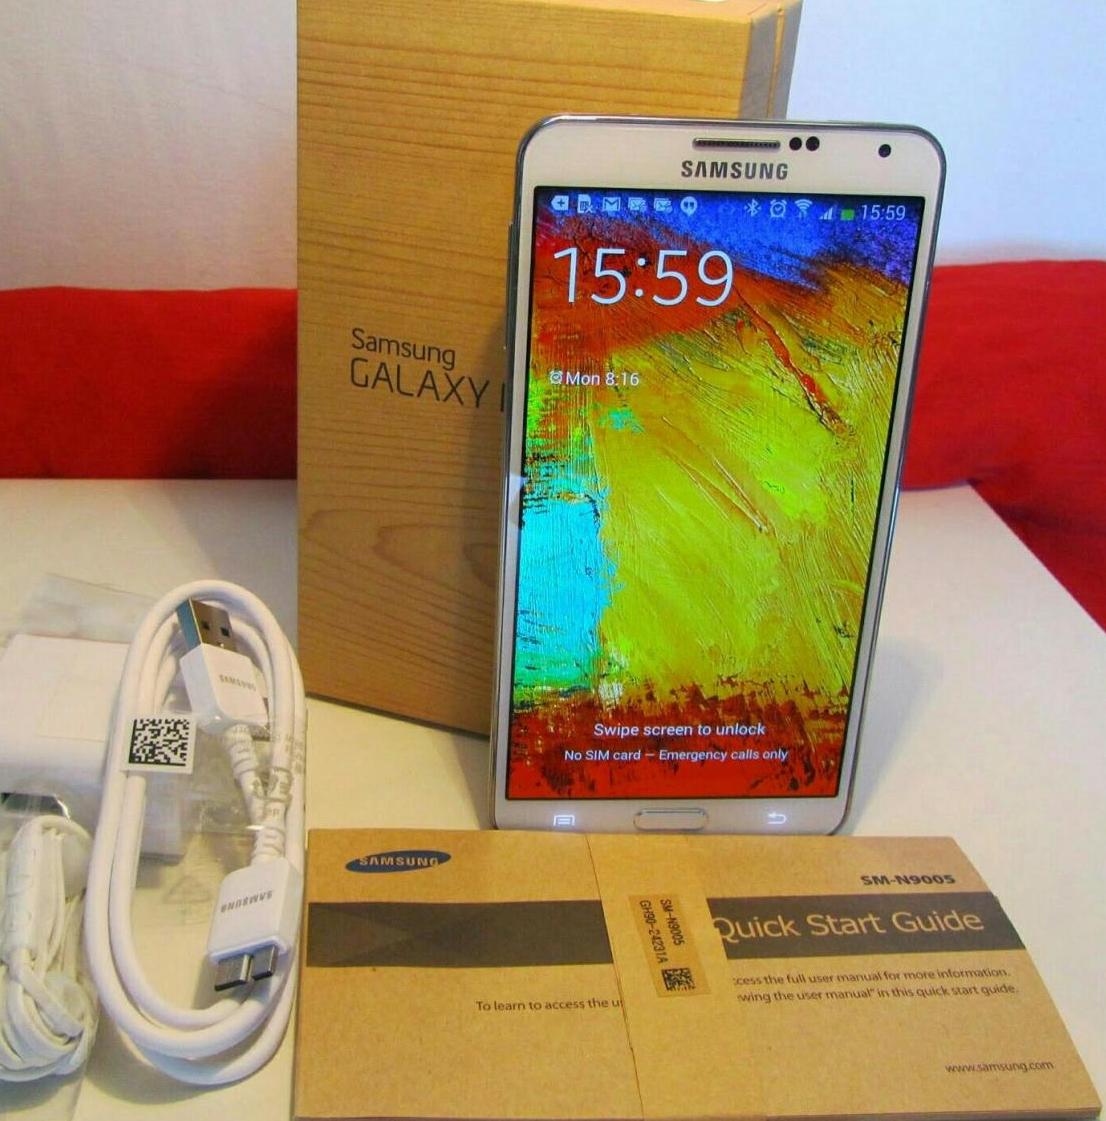 SAMSUNG
15:59
15:59
Mon 8:16
Samsung
GALAXY
Swipe screen to unlock
No SIM card — Emergency calls only
SAMSUNG
SAMSUNG
SAMSUNG
SM-N9005
Quick Start Guide
SM-N9005
GH90-24231A
To learn to access the
cess the full user manual for more information.
wing the user manual" in this quick start guide.
www.samsung.com